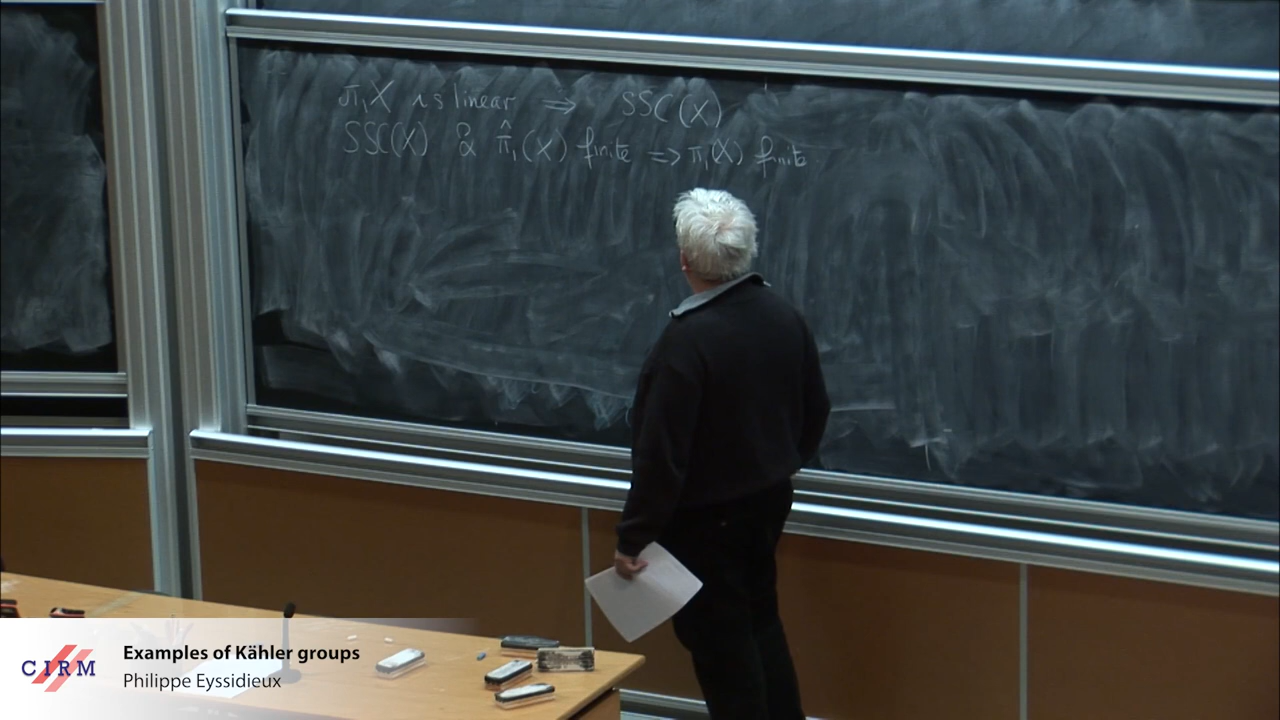 π₁X is linear ⇒ SSC(X)
SSC(X) & π̂₁(X) finite ⇒ π₁(X) finite
CIRM
Examples of Kähler groups
Philippe Eyssidieux